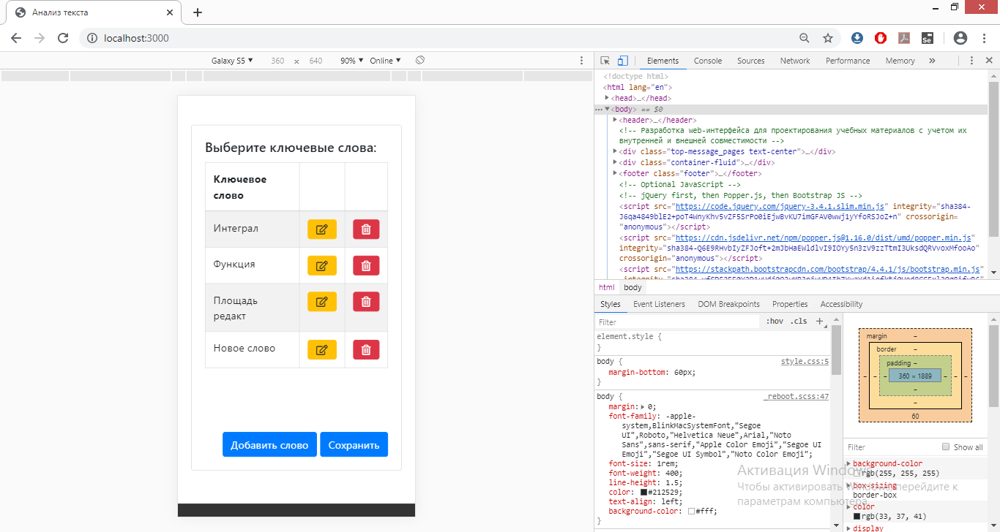 Анализ текста
localhost:3000
Galaxy S5 ▼ 360 × 640 90% ▼ Online ▼
Elements Console Sources Network Performance Memory »
Выберите ключевые слова:
Ключевое
слово
Интеграл
Функция
Площадь
редакт
Новое слово
Добавить слово Сохранить
<!doctype html>
<html lang="en">
<head>…</head>
<body> == $0
<header>…</header>
<!-- Разработка web-интерфейса для проектирования учебных материалов с учетом их
внутренней и внешней совместимости -->
<div class="top-message_pages text-center">…</div>
<div class="container-fluid">…</div>
<footer class="footer">…</footer>
<!-- Optional JavaScript -->
<!-- jQuery first, then Popper.js, then Bootstrap JS -->
<script src="https://code.jquery.com/jquery-3.4.1.slim.min.js" integrity="sha384-
J6qa4849blE2+poT4WnyKhv5vZF5SrPo0iEjwBvKU7imGFAV0wwj1yYfoRSJoZ+n" crossorigin=
"anonymous"></script>
<script src="https://cdn.jsdelivr.net/npm/popper.js@1.16.0/dist/umd/popper.min.js"
integrity="sha384-Q6E9RHvbIyZFJoft+2mJbHaEWldlvI9IOYy5n3zV9zzTtmI3UksdQRVvoxMfooAo"
crossorigin="anonymous"></script>
<script src="https://stackpath.bootstrapcdn.com/bootstrap/4.4.1/js/bootstrap.min.js"
html body
Styles Event Listeners DOM Breakpoints Properties Accessibility
Filter :hov .cls +
element.style {
}
body { style.css:5
margin-bottom: 60px;
}
body { _reboot.scss:47
margin: 0;
font-family: -apple-
system,BlinkMacSystemFont,"Segoe
UI",Roboto,"Helvetica Neue",Arial,"Noto
Sans",sans-serif,"Apple Color Emoji","Segoe UI
Emoji","Segoe UI Symbol","Noto Color Emoji";
font-size: 1rem;
font-weight: 400;
line-height: 1.5;
color: #212529;
text-align: left;
background-color: #fff;
}
margin –
border –
padding –
– – – 360 × 1889 – – –
–
–
60
Filter Show all
background-color
rgb(255, 255, 255)
box-sizing
border-box
color
rgb(33, 37, 41)
display
Активация Windows
Чтобы активировать Windows, перейдите к
параметрам компьютера.